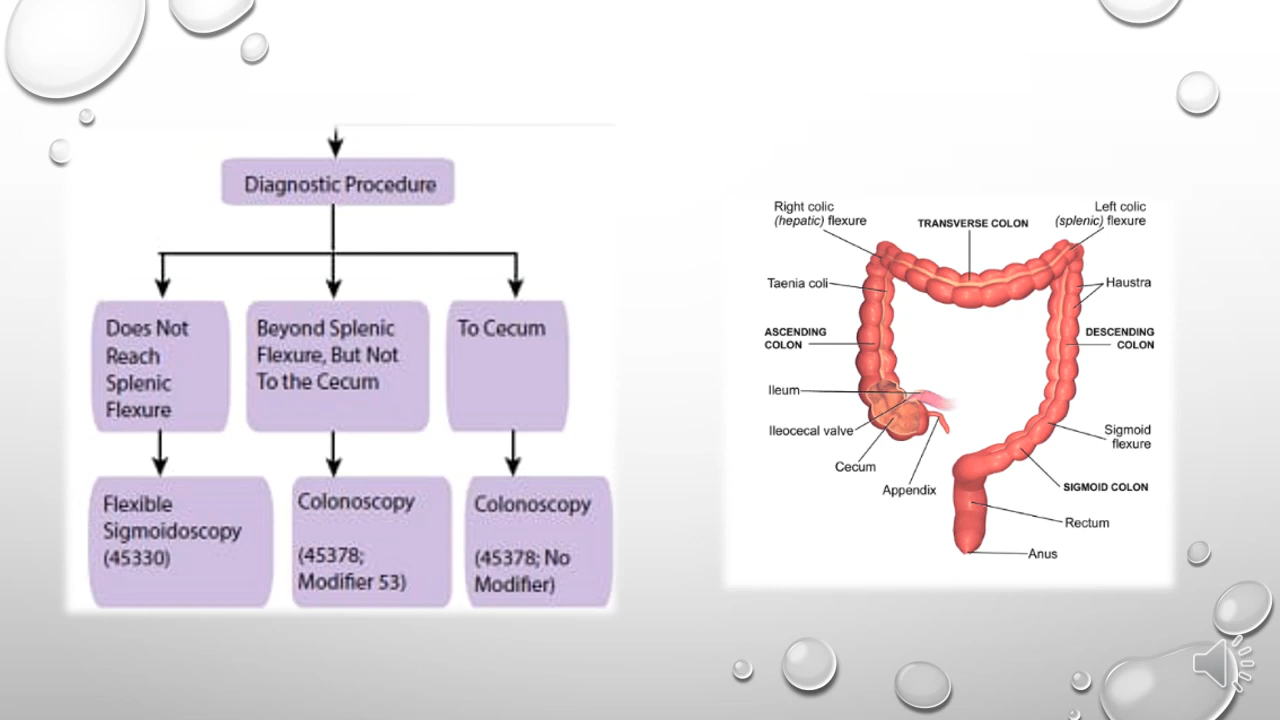 Diagnostic Procedure
Does Not
Reach
Splenic
Flexure
Beyond Splenic
Flexure, But Not
To the Cecum
To Cecum
Flexible
Sigmoidoscopy
(45330)
Colonoscopy
(45378;
Modifier 53)
Colonoscopy
(45378; No
Modifier)
Right colic
(hepatic) flexure
TRANSVERSE COLON
Left colic
(splenic) flexure
Taenia coli
Haustra
ASCENDING
COLON
DESCENDING
COLON
Ileum
Ileocecal valve
Cecum
Appendix
Sigmoid
flexure
SIGMOID COLON
Rectum
Anus